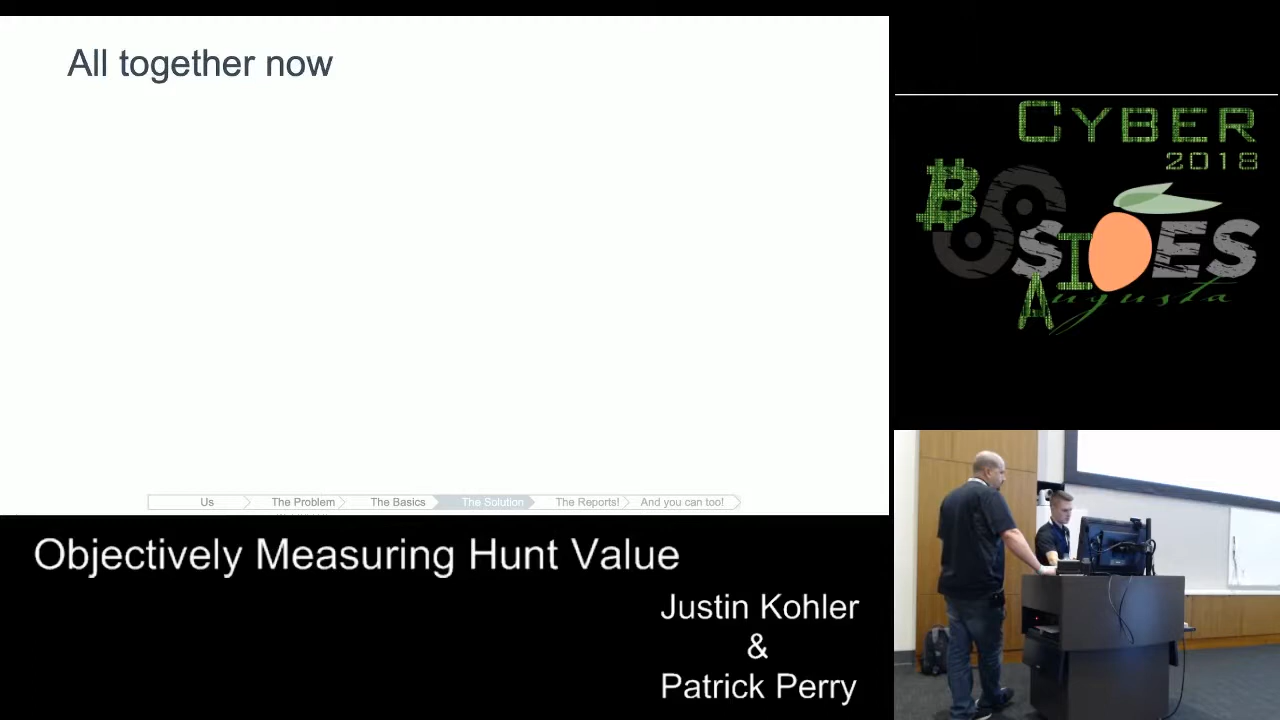 All together now
Us
The Problem
The Basics
The Solution
The Reports!
And you can too!
Objectively Measuring Hunt Value
Justin Kohler
&
Patrick Perry
CYBER
2018
BSIDES
Augusta